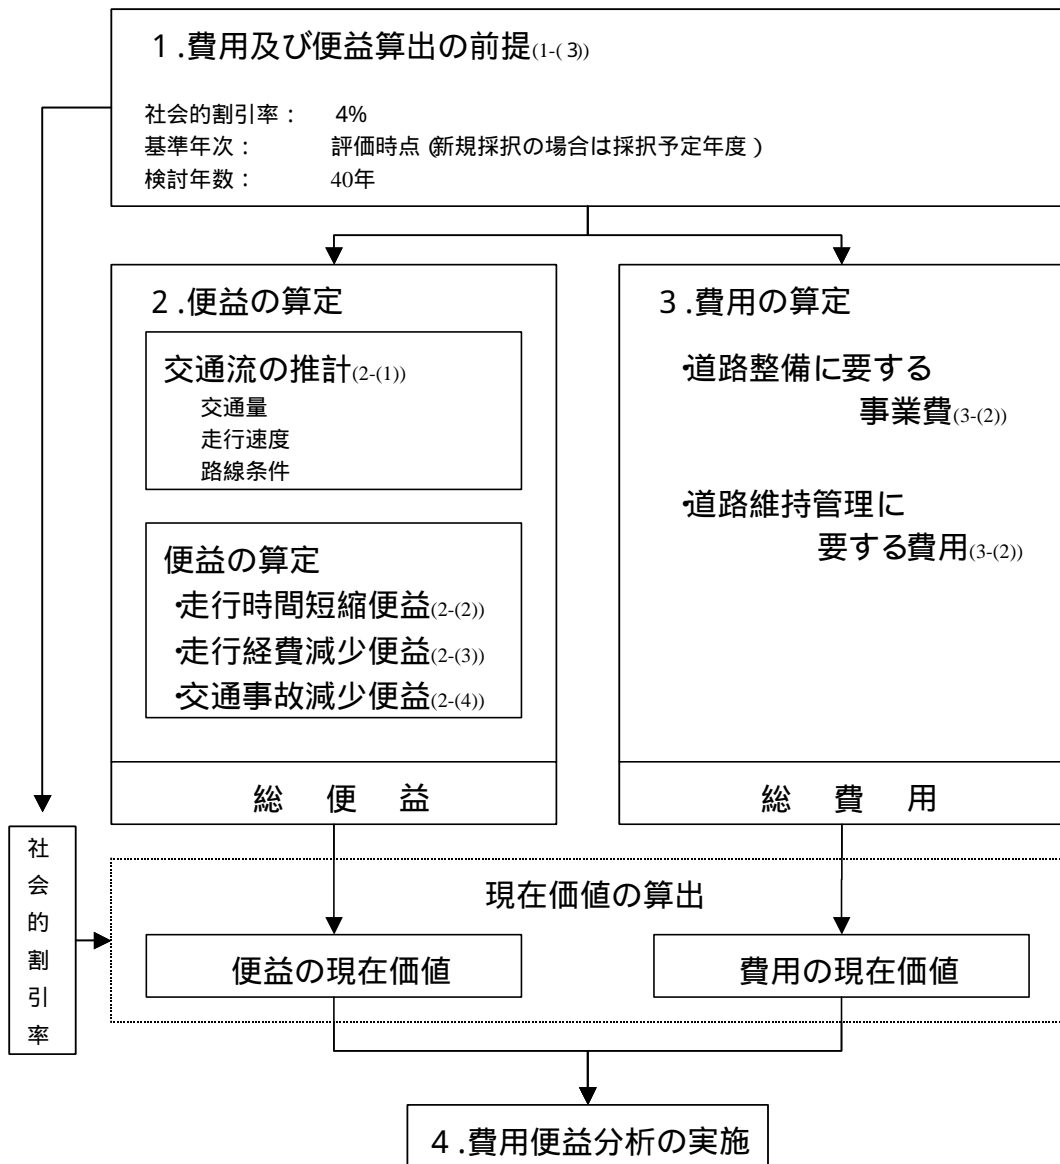 1.費用及び便益算出の前提(1-(3))
社会的割引率: 4%
基準年次: 評価時点(新規採択の場合は採択予定年度)
検討年数: 40年
2.便益の算定
交通流の推計(2-(1))
交通量
走行速度
路線条件
便益の算定
・走行時間短縮便益(2-(2))
・走行経費減少便益(2-(3))
・交通事故減少便益(2-(4))
総 便 益
3.費用の算定
・道路整備に要する
事業費(3-(2))
・道路維持管理に
要する費用(3-(2))
総 費 用
社会的割引率
現在価値の算出
便益の現在価値
費用の現在価値
4.費用便益分析の実施